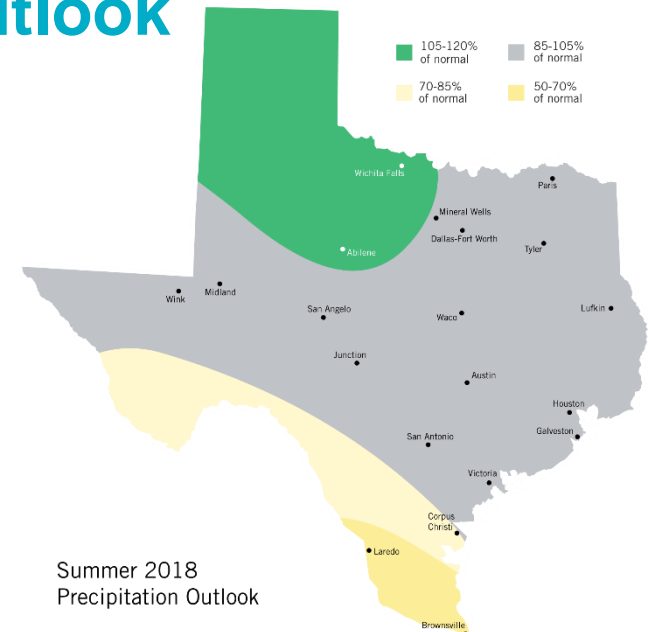 utlook
105-120%
of normal
85-105%
of normal
70-85%
of normal
50-70%
of normal
Wichita Falls
Paris
Mineral Wells
Dallas-Fort Worth
Tyler
Abilene
Wink
Midland
San Angelo
Waco
Lufkin
Junction
Austin
Houston
Galveston
San Antonio
Victoria
Corpus
Christi
Laredo
Summer 2018
Precipitation Outlook
Brownsville